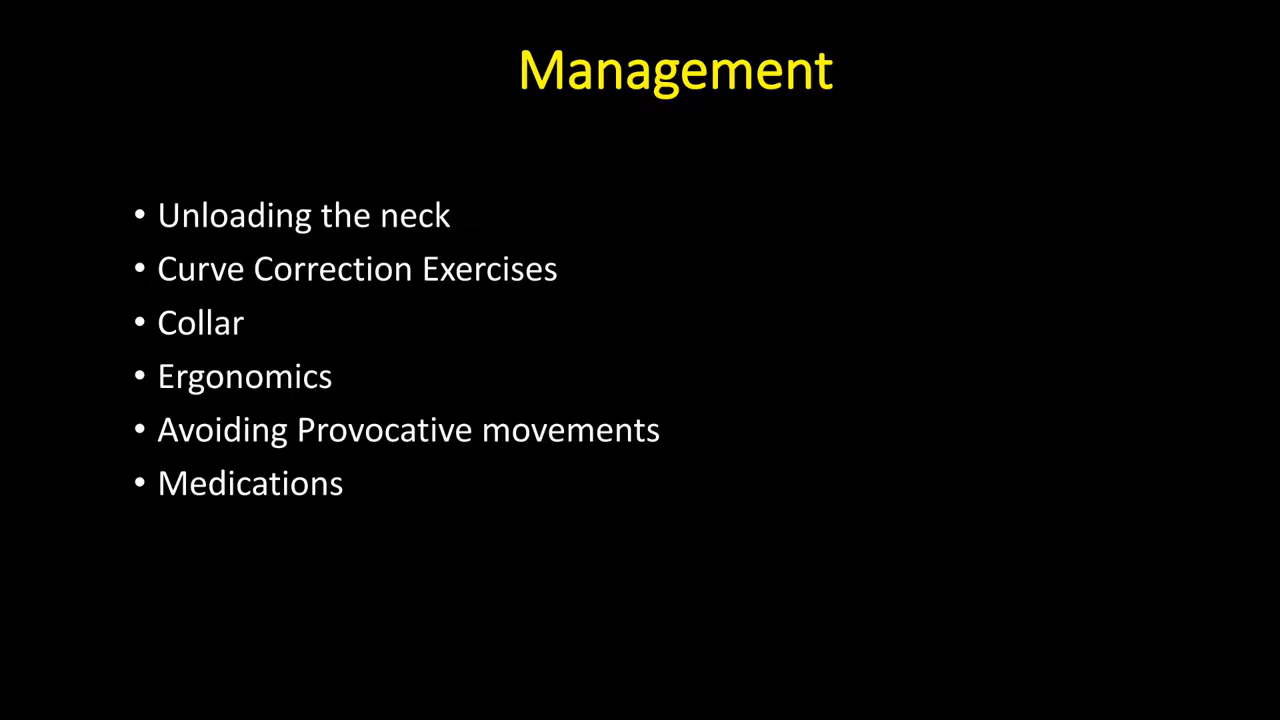 Management
• Unloading the neck
• Curve Correction Exercises
• Collar
• Ergonomics
• Avoiding Provocative movements
• Medications